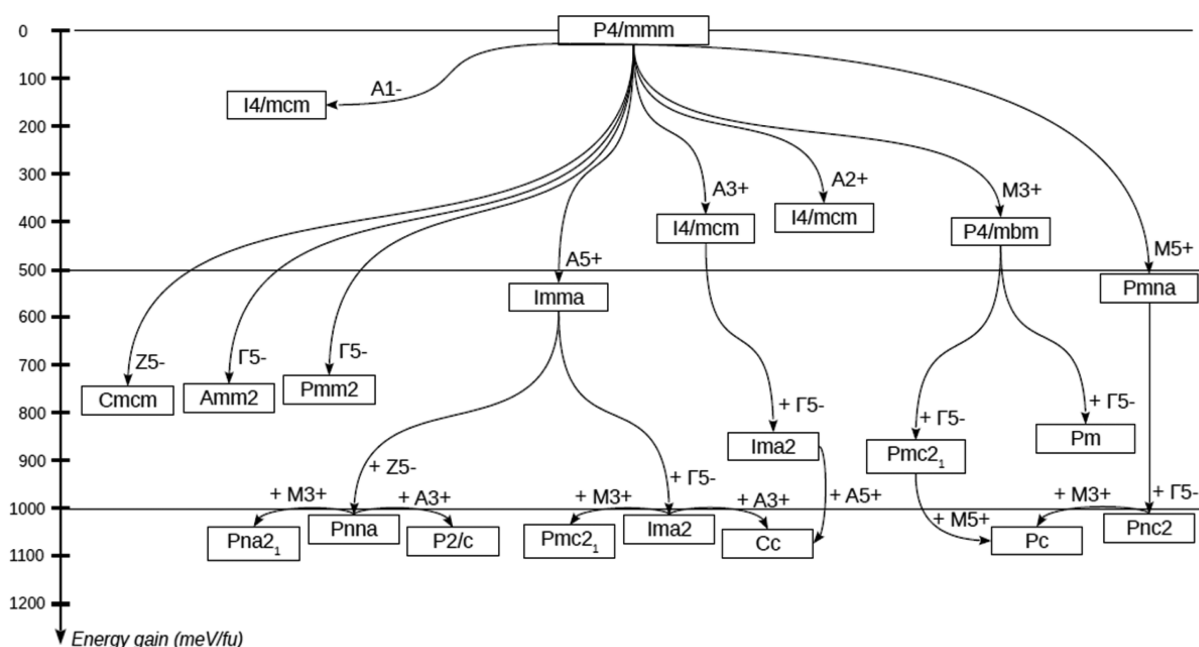 0
P4/mmm
100
A1-
I4/mcm
200
300
A3+
A2+
M3+
400
I4/mcm
I4/mcm
P4/mbm
500
A5+
M5+
Imma
Pmna
600
700
Z5-
Γ5-
Γ5-
Cmcm
Amm2
Pmm2
800
+ Γ5-
+ Γ5-
+ Γ5-
Ima2
Pmc2₁
Pm
900
+ Z5-
+ Γ5-
1000
+ M3+
+ A3+
+ M3+
+ A3+
+ A5+
+ M5+
+ M3+
+ Γ5-
Pna2₁
Pnna
P2/c
Pmc2₁
Ima2
Cc
Pc
Pnc2
1100
1200
Energy gain (meV/fu)